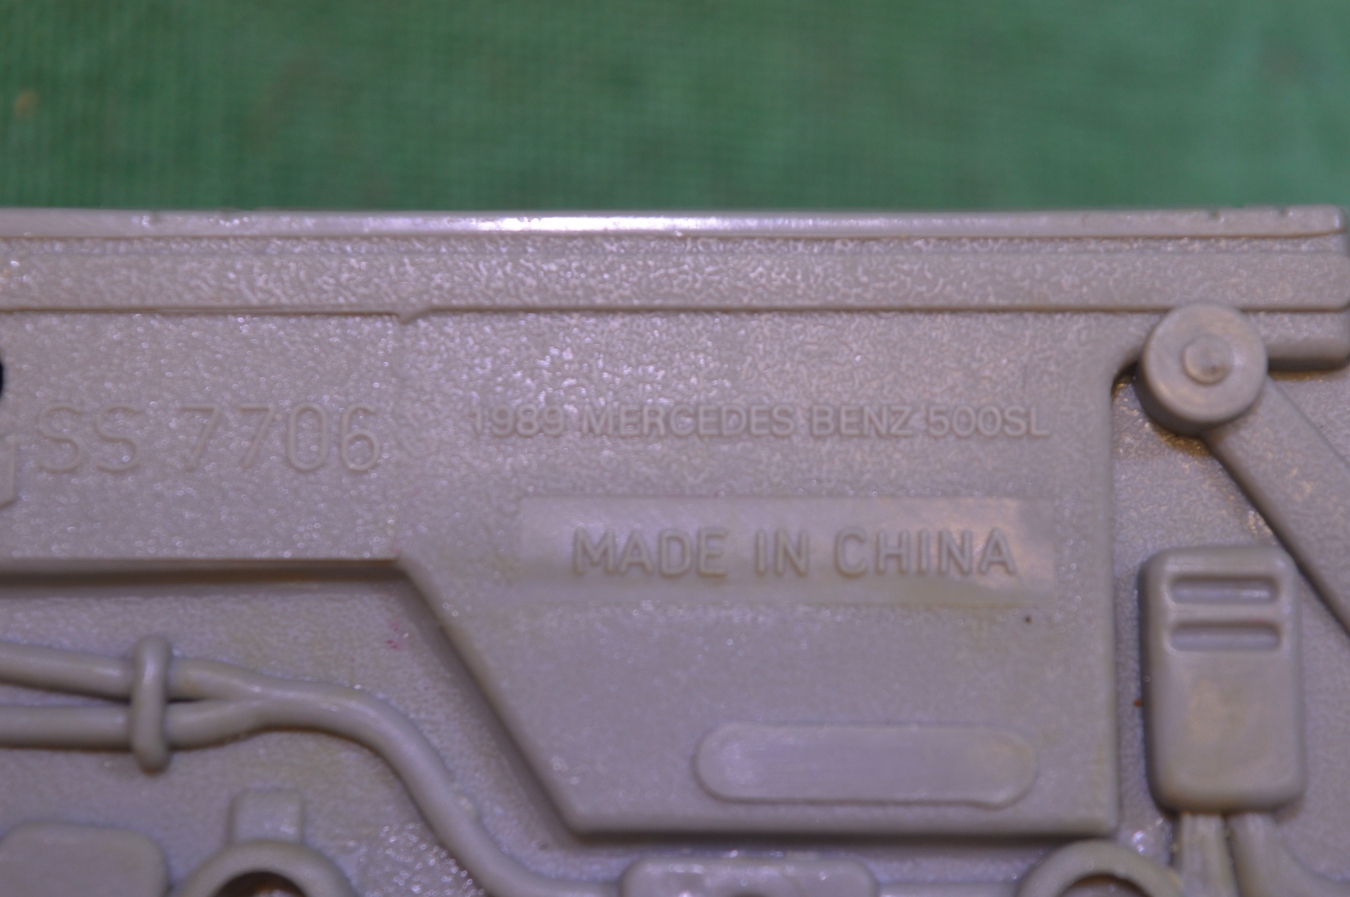 SS 7706
1989 MERCEDES BENZ 500SL
MADE IN CHINA